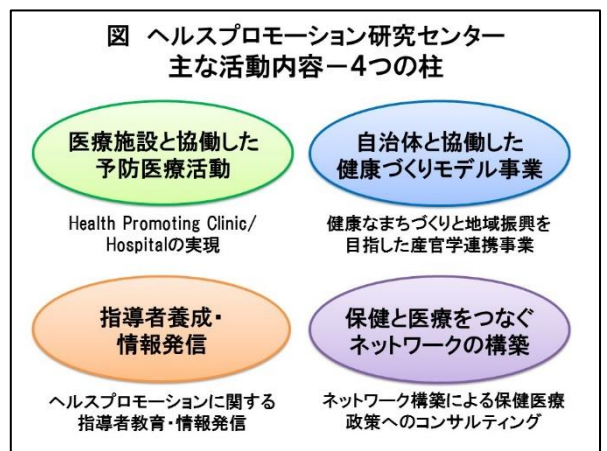 図 ヘルスプロモーション研究センター
主な活動内容－4つの柱
医療施設と協働した
予防医療活動
Health Promoting Clinic/
Hospitalの実現
自治体と協働した
健康づくりモデル事業
健康なまちづくりと地域振興を
目指した産官学連携事業
指導者養成・
情報発信
ヘルスプロモーションに関する
指導者教育・情報発信
保健と医療をつなぐ
ネットワークの構築
ネットワーク構築による保健医療
政策へのコンサルティング